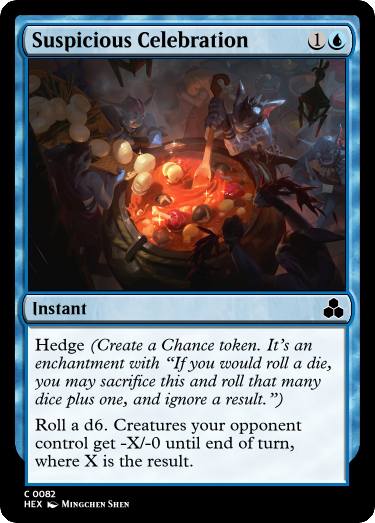 Suspicious Celebration 1
Instant
Hedge (Create a Chance token. It's an
enchantment with “If you would roll a die,
you may sacrifice this and roll that many
dice plus one, and ignore a result.”)
Roll a d6. Creatures your opponent
control get -X/-0 until end of turn,
where X is the result.
C 0082
HEX Mingchen Shen